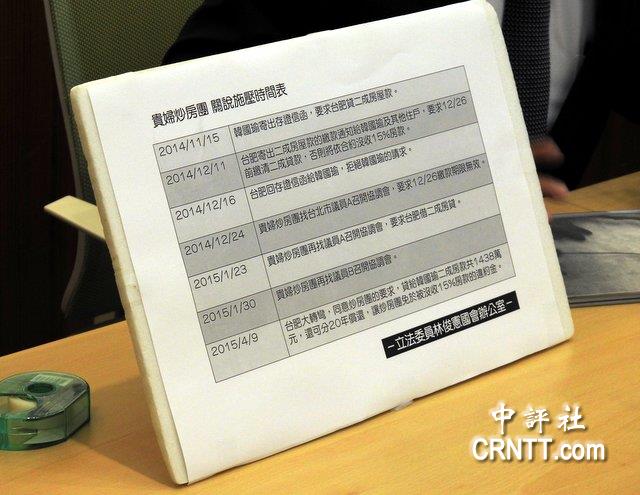 貴婦炒房團 關說施壓時間表
2014/11/15 韓國瑜寄出存證信函，要求台肥貸二成房屋款。
2014/12/11 台肥寄出二成房屋款的繳款通知給韓國瑜及其他住戶，要求12/26
前繳清二成貸款，否則將依合約沒收15%房款。
2014/12/16 台肥回存證信函給韓國瑜，拒絕韓國瑜的請求。
2014/12/24 貴婦炒房團找台北市議員A召開協調會，要求12/26繳款期限無效。
2015/1/23 貴婦炒房團再找議員A召開協調會，要求台肥借二成房貸。
2015/1/30 貴婦炒房團再找議員B召開協調會。
2015/4/9 台肥大轉彎，同意炒房團的要求，貸給韓國瑜二成房款共1438萬
元，還可分20年償還，讓炒房團免於被沒收15%房款的違約金。
－立法委員林俊憲國會辦公室－
中評社
CRNTT.com